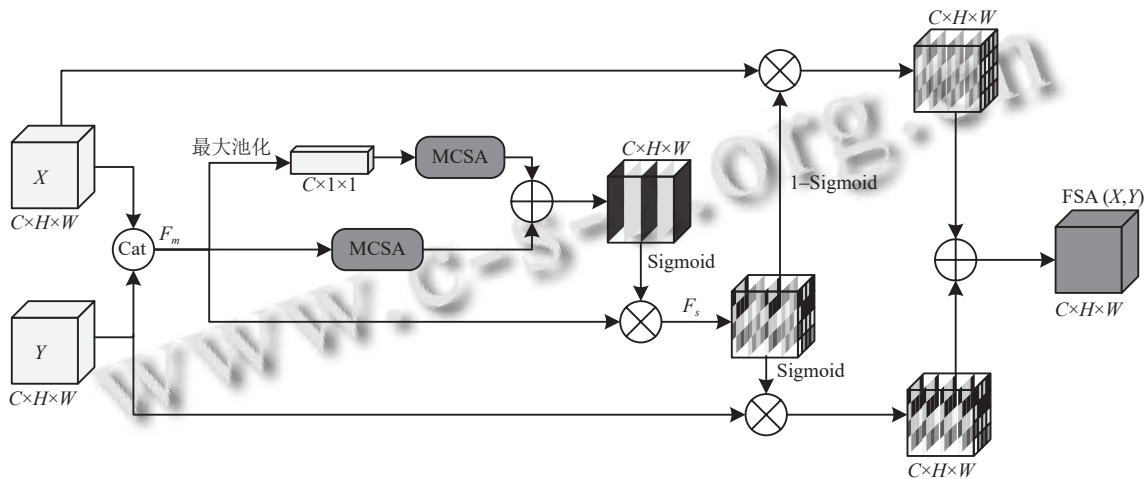 C×H×W
最大池化
MCSA
C×H×W
X
C×1×1
1−Sigmoid
C×H×W
FSA (X,Y)
Cat
F_m
MCSA
Sigmoid
F_s
C×H×W
Y
Sigmoid
C×H×W
C×H×W
www.c-s-a.org.cn